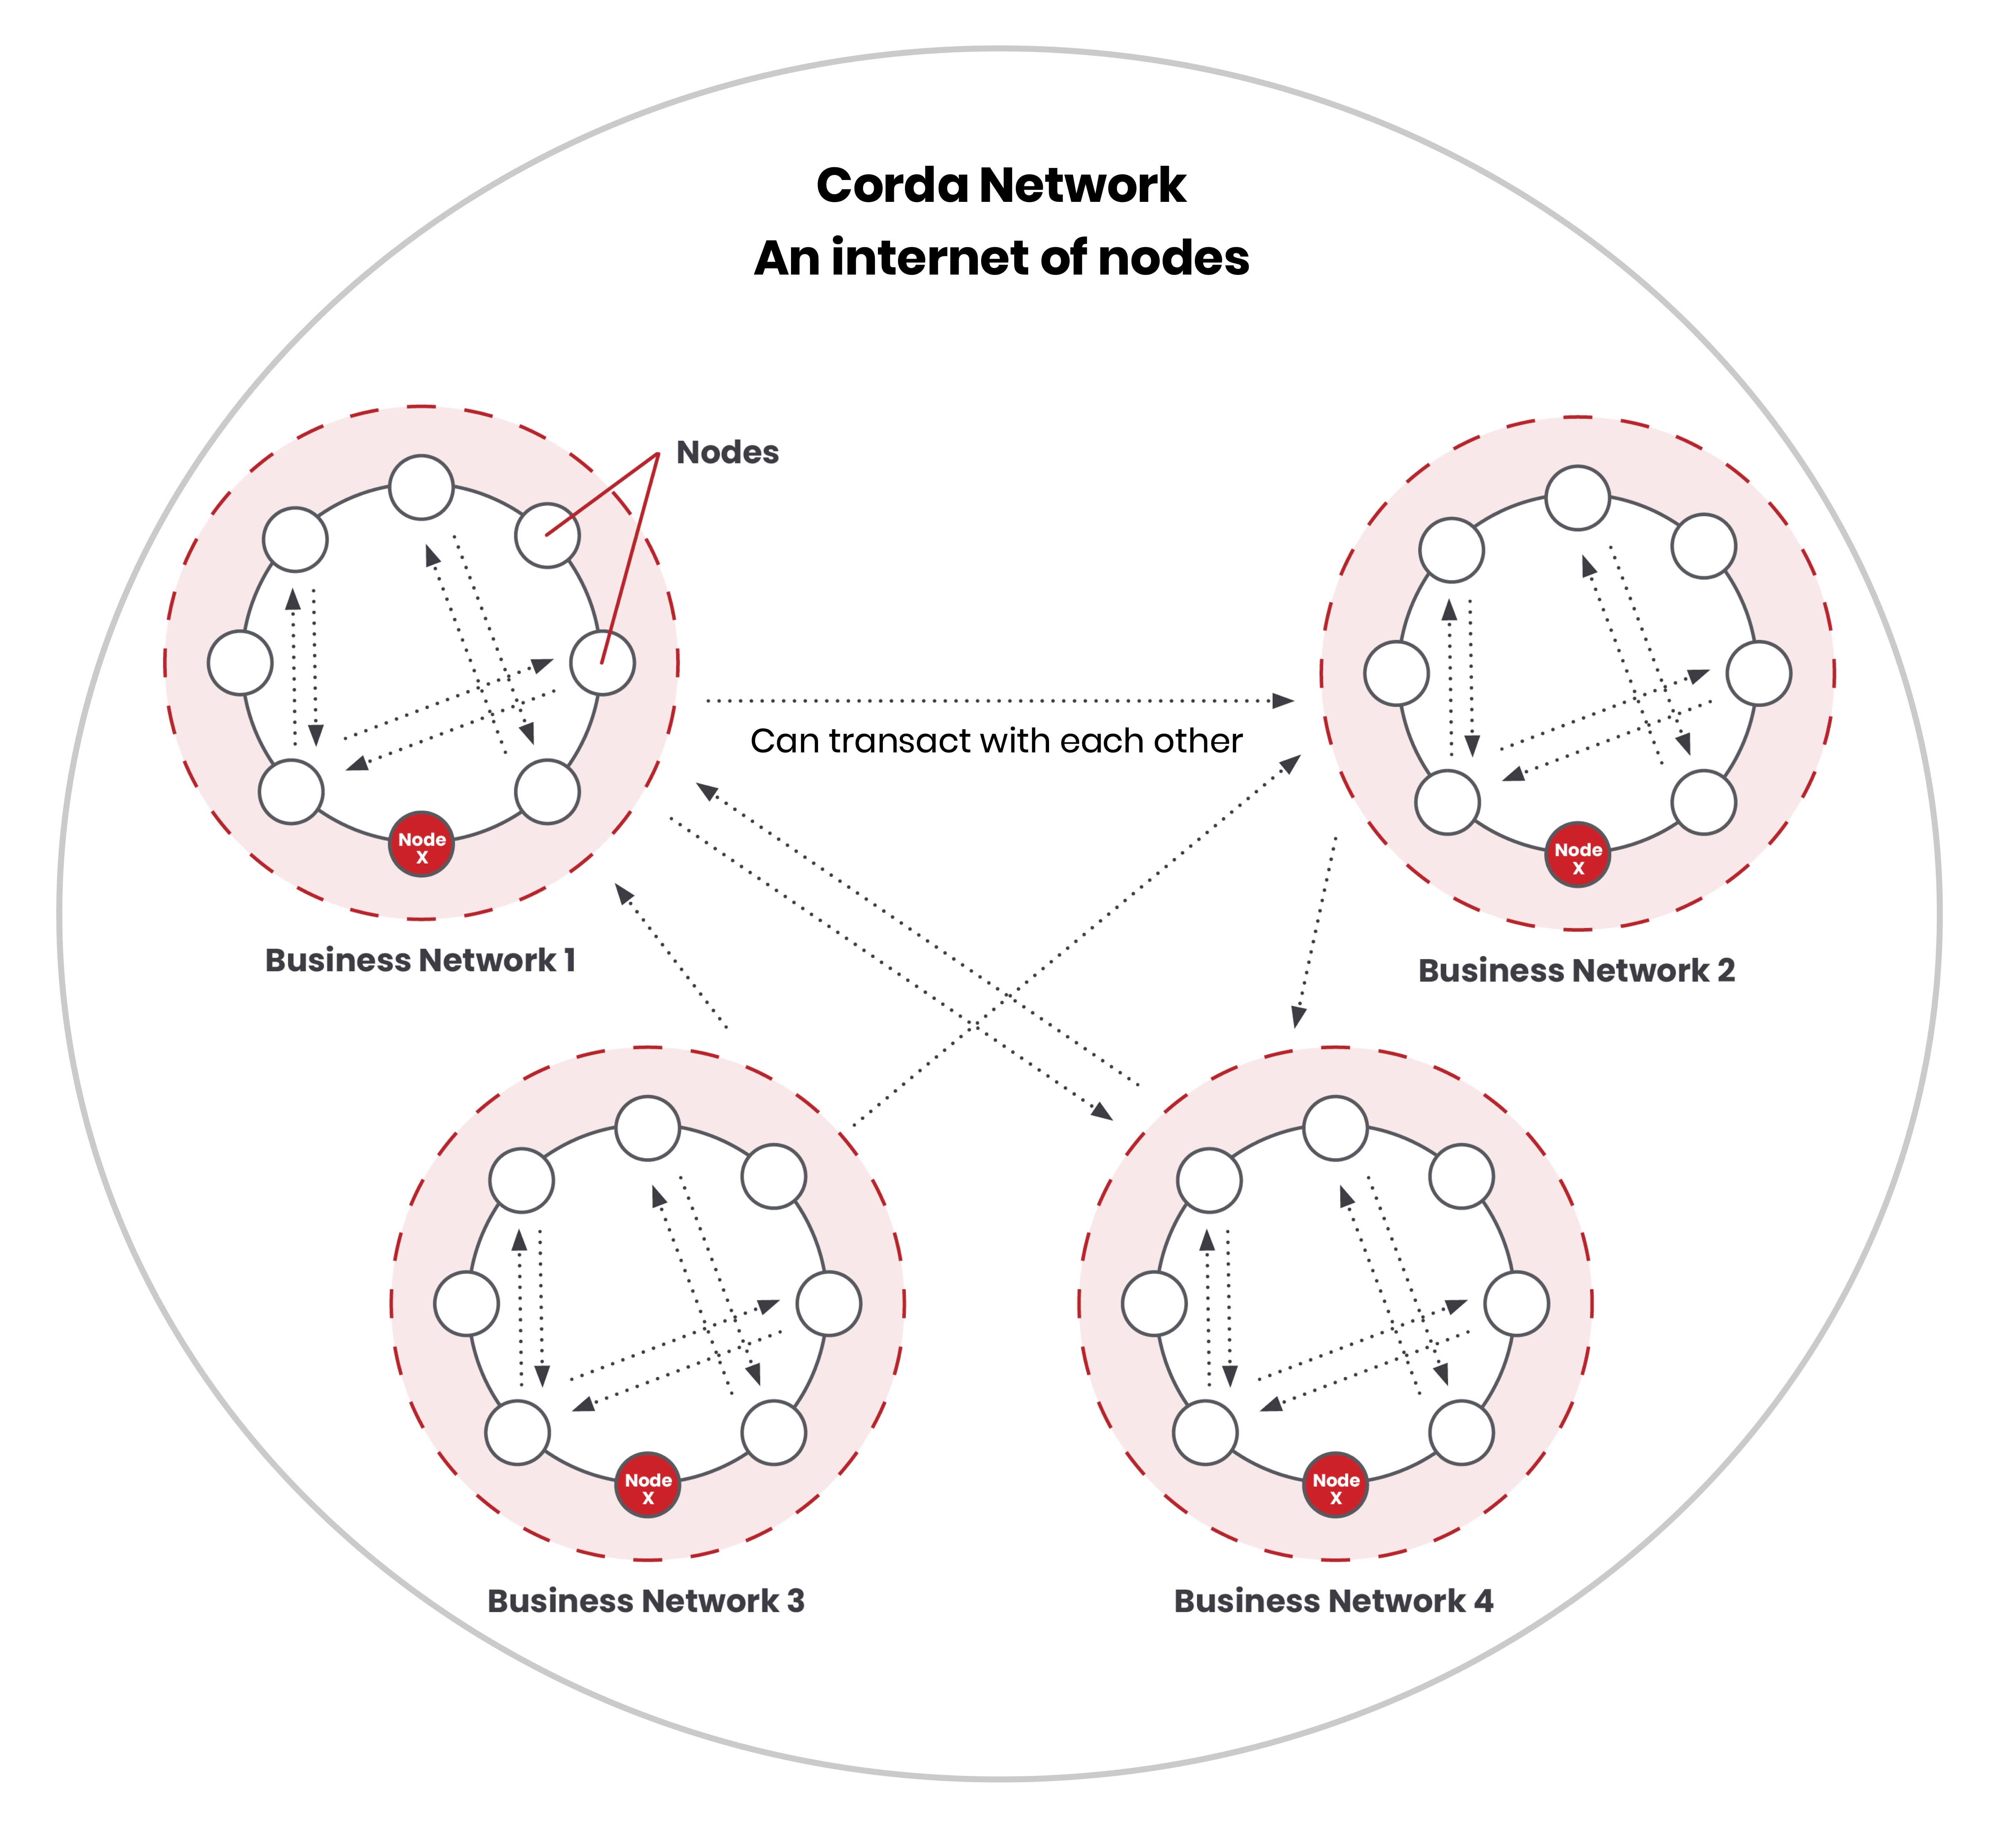 Corda Network
An internet of nodes
Nodes
Can transact with each other
Node
X
Node
X
Business Network 1
Business Network 2
Node
X
Node
X
Business Network 3
Business Network 4